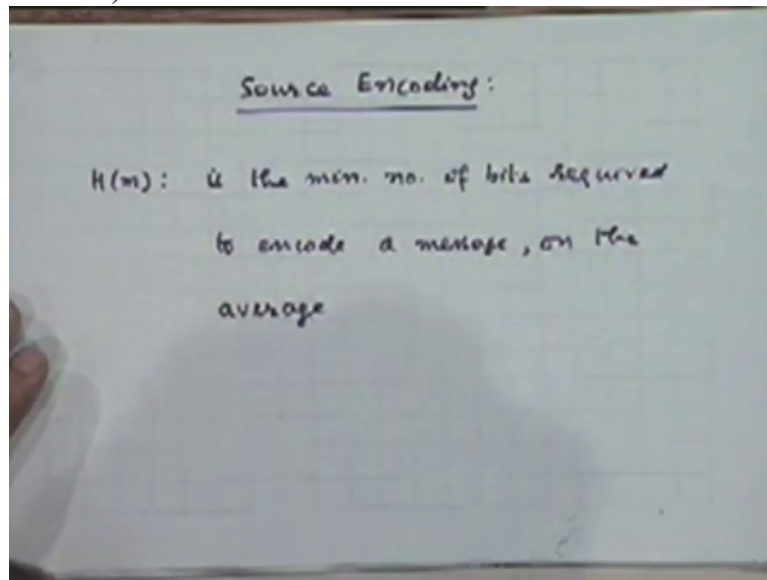 Source Encoding:
H(m): is the min. no. of bits required
to encode a message, on the
average